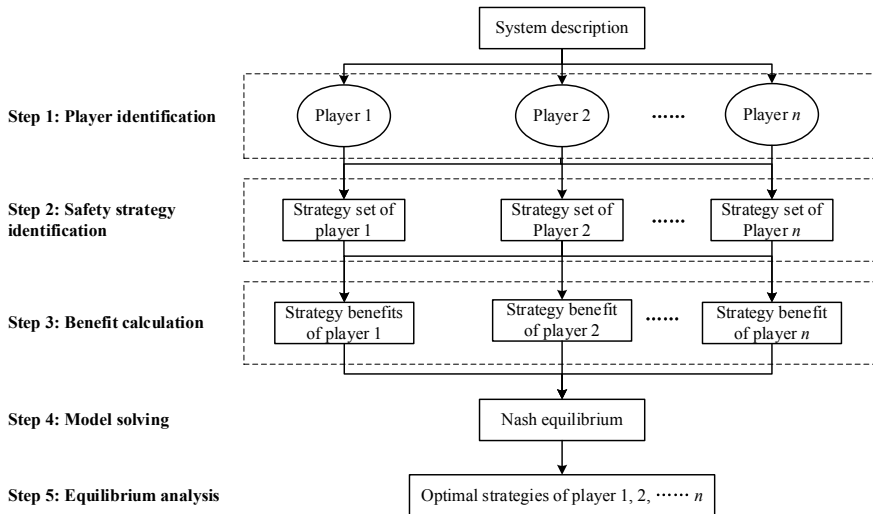 System description
Step 1: Player identification
Player 1
Player 2
......
Player n
Step 2: Safety strategy
identification
Strategy set of
player 1
Strategy set of
Player 2
......
Strategy set of
Player n
Step 3: Benefit calculation
Strategy benefits
of player 1
Strategy benefit
of player 2
......
Strategy benefit
of player n
Step 4: Model solving
Nash equilibrium
Step 5: Equilibrium analysis
Optimal strategies of player 1, 2, ...... n